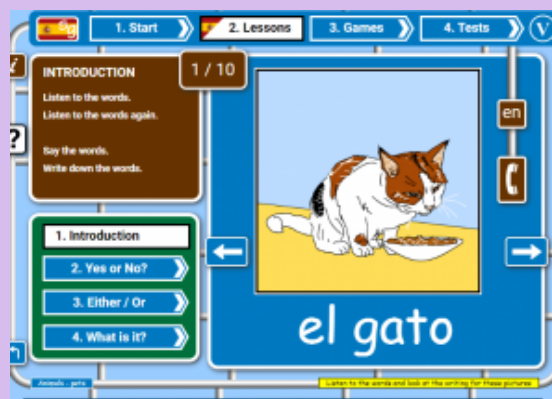 1. Start
2. Lessons
3. Games
4. Tests
V
INTRODUCTION
1 / 10
Listen to the words.
Listen to the words again.
Say the words.
Write down the words.
?
en
1. Introduction
2. Yes or No?
3. Either / Or
4. What is it?
el gato
Animals - pets
Listen to the words and look at the writing for these pictures